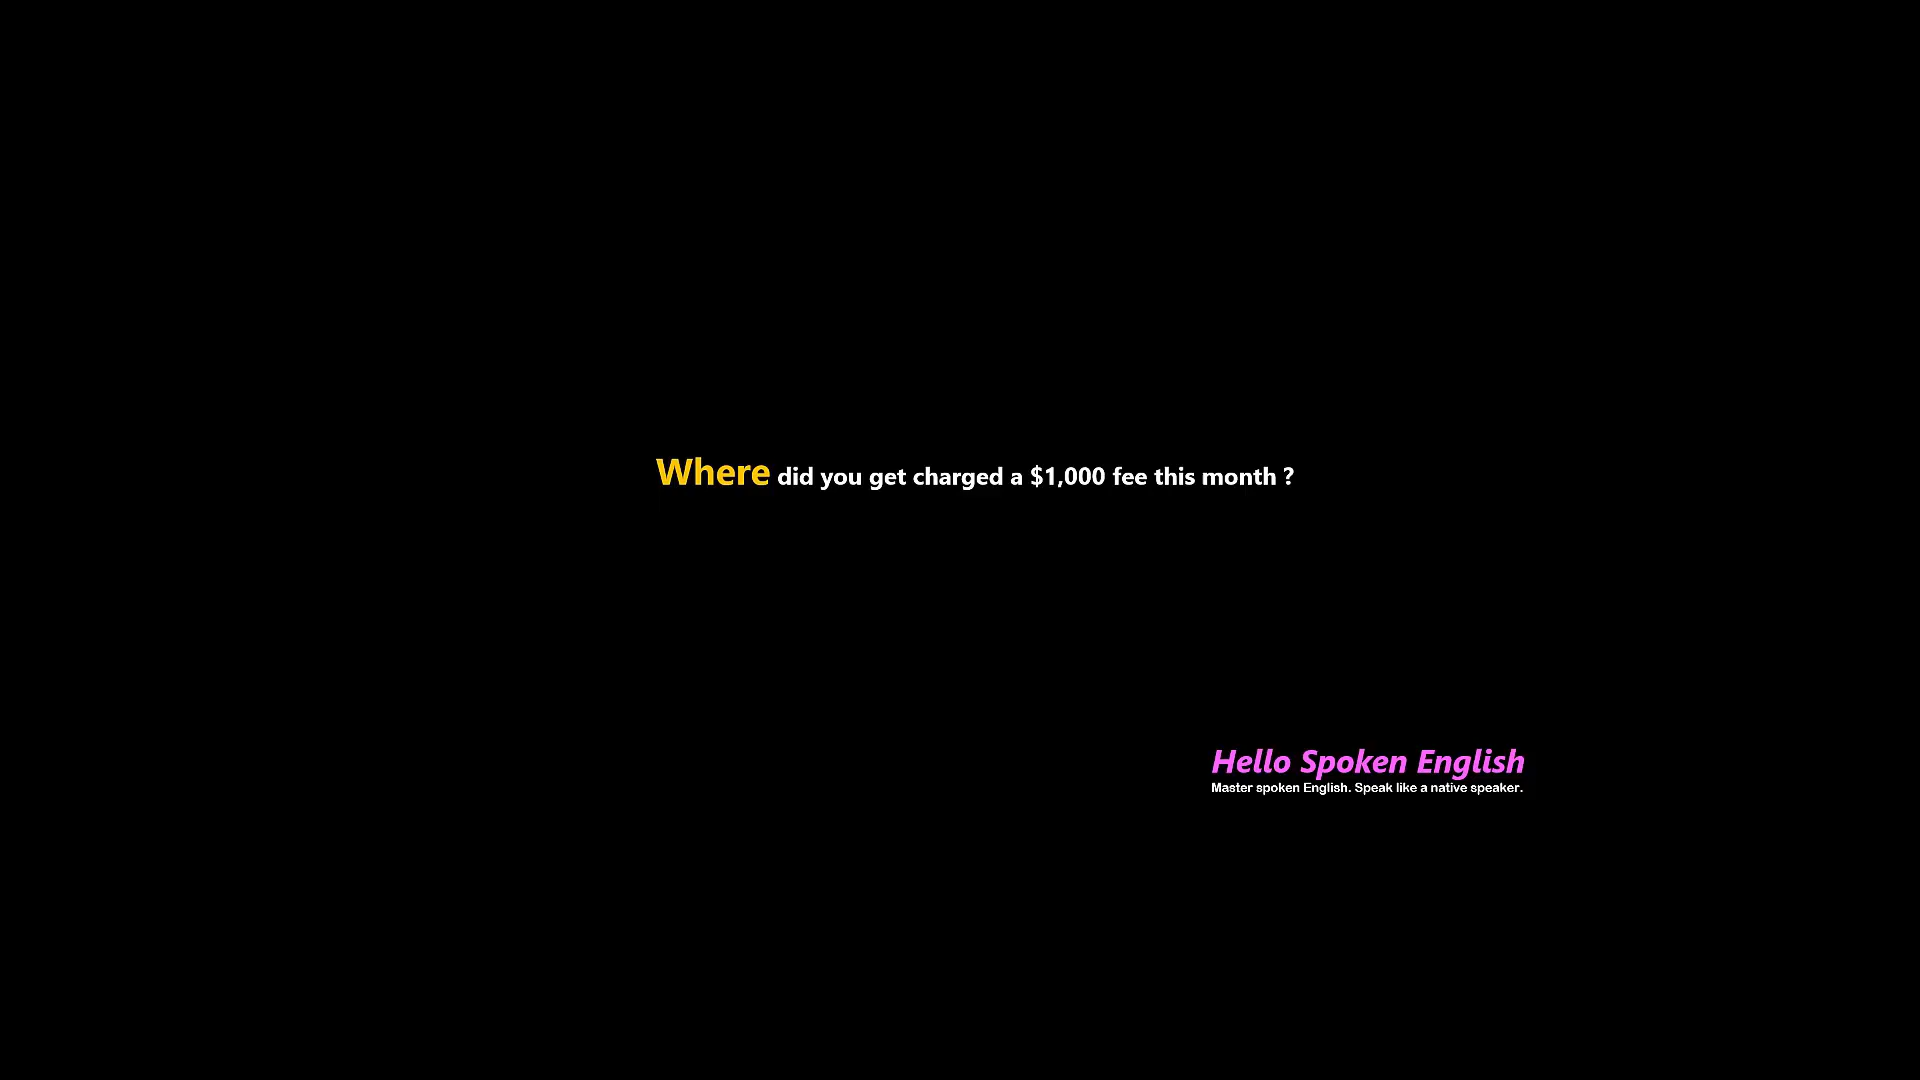 Where did you get charged a $1,000 fee this month ?
Hello Spoken English
Master spoken English. Speak like a native speaker.